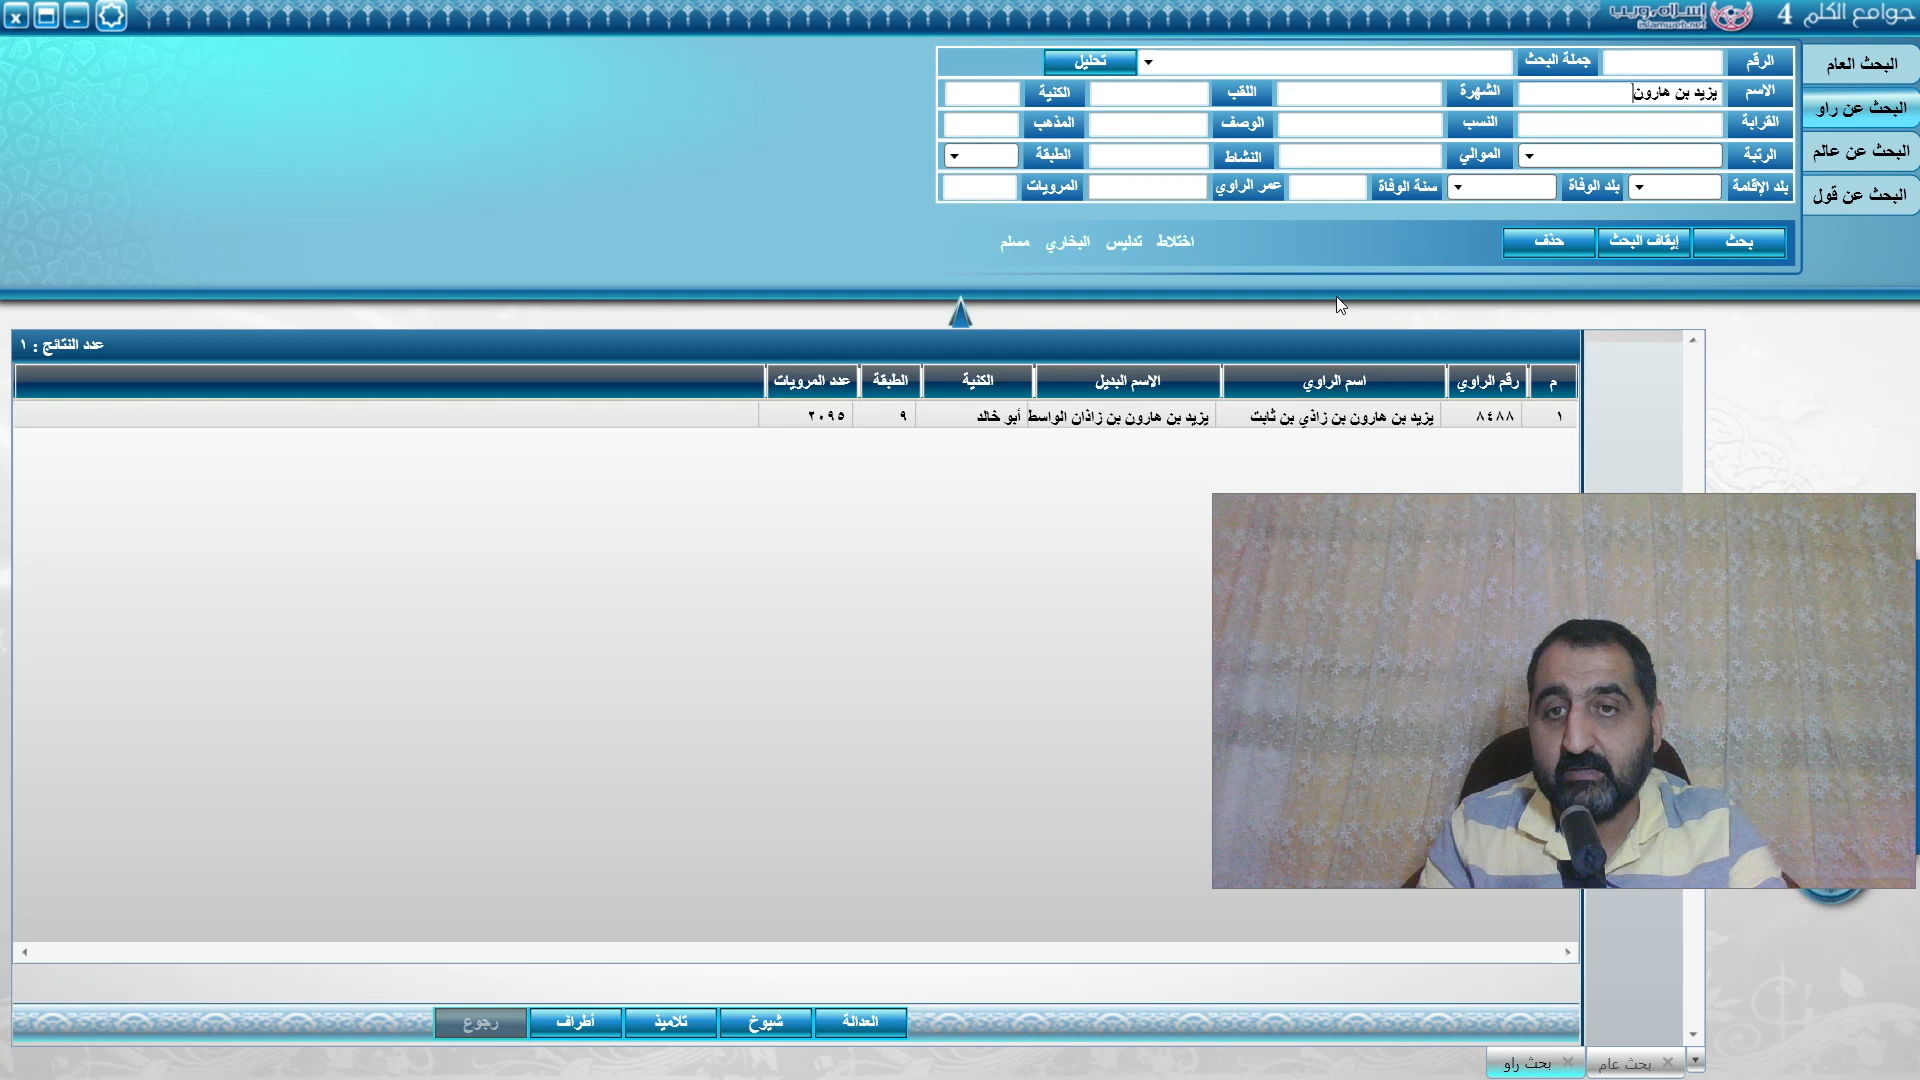 جوامع الكلم 4 إسلام ويب
islamweb.net
البحث العام
البحث عن راو
البحث عن عالم
البحث عن قول
الرقم جملة البحث تحليل
الاسم يزيد بن هارون الشهرة اللقب الكنية
القرابة النسب الوصف المذهب
الرتبة الموالي النشاط الطبقة
بلد الإقامة بلد الوفاة سنة الوفاة عمر الراوي المرويات
بحث إيقاف البحث حذف اختلاط تدليس البخاري مسلم
عدد النتائج : ١
م رقم الراوي اسم الراوي الاسم البديل الكنية الطبقة عدد المرويات
١ ٨٤٨٨ يزيد بن هارون بن زاذي بن ثابت يزيد بن هارون بن زاذان الواسط أبو خالد ٩ ٢٠٩٥
العدالة شيوخ تلاميذ أطراف رجوع
بحث عام بحث راو